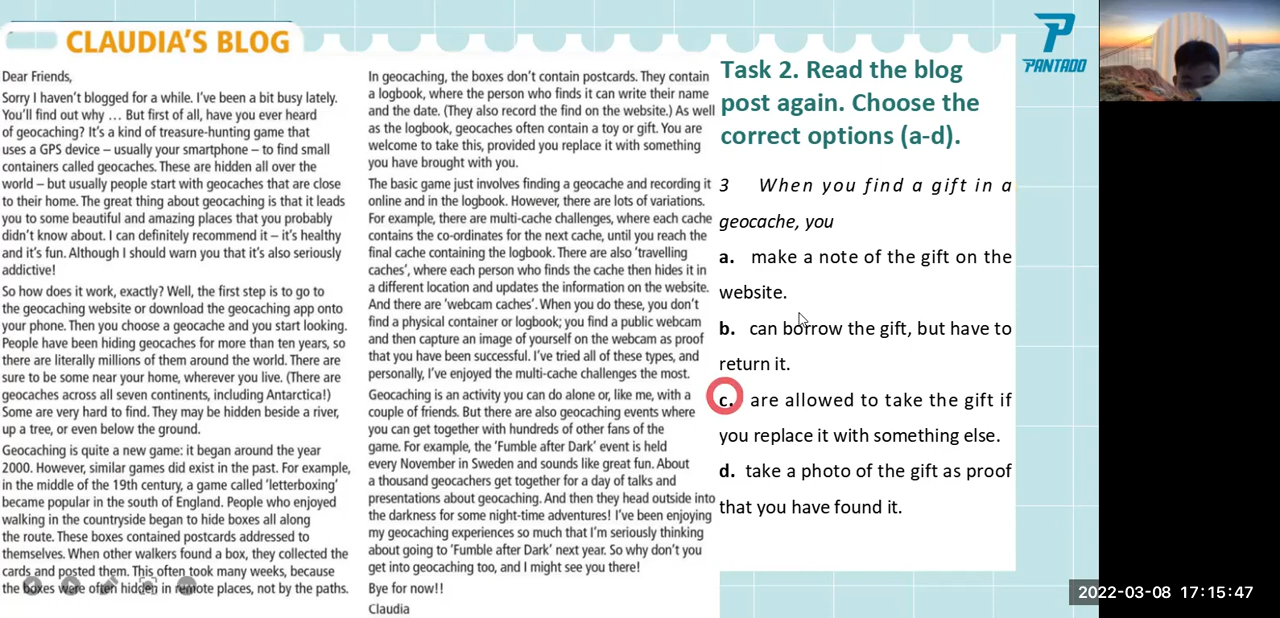 CLAUDIA'S BLOG
Dear Friends,
Sorry I haven't blogged for a while. I've been a bit busy lately.
You'll find out why … But first of all, have you ever heard
of geocaching? It's a kind of treasure-hunting game that
uses a GPS device – usually your smartphone – to find small
containers called geocaches. These are hidden all over the
world – but usually people start with geocaches that are close
to their home. The great thing about geocaching is that it leads
you to some beautiful and amazing places that you probably
didn't know about. I can definitely recommend it – it's healthy
and it's fun. Although I should warn you that it's also seriously
addictive!
So how does it work, exactly? Well, the first step is to go to
the geocaching website or download the geocaching app onto
your phone. Then you choose a geocache and you start looking.
People have been hiding geocaches for more than ten years, so
there are literally millions of them around the world. There are
sure to be some near your home, wherever you live. (There are
geocaches across all seven continents, including Antarctica!)
Some are very hard to find. They may be hidden beside a river,
up a tree, or even below the ground.
Geocaching is quite a new game: it began around the year
2000. However, similar games did exist in the past. For example,
in the middle of the 19th century, a game called 'letterboxing'
became popular in the south of England. People who enjoyed
walking in the countryside began to hide boxes all along
the route. These boxes contained postcards addressed to
themselves. When other walkers found a box, they collected the
cards and posted them. This often took many weeks, because
the boxes were often hidden in remote places, not by the paths.
In geocaching, the boxes don't contain postcards. They contain
a logbook, where the person who finds it can write their name
and the date. (They also record the find on the website.) As well
as the logbook, geocaches often contain a toy or gift. You are
welcome to take this, provided you replace it with something
you have brought with you.
The basic game just involves finding a geocache and recording it
online and in the logbook. However, there are lots of variations.
For example, there are multi-cache challenges, where each cache
contains the co-ordinates for the next cache, until you reach the
final cache containing the logbook. There are also 'travelling
caches', where each person who finds the cache then hides it in
a different location and updates the information on the website.
And there are 'webcam caches'. When you do these, you don't
find a physical container or logbook; you find a public webcam
and then capture an image of yourself on the webcam as proof
that you have been successful. I've tried all of these types, and
personally, I've enjoyed the multi-cache challenges the most.
Geocaching is an activity you can do alone or, like me, with a
couple of friends. But there are also geocaching events where
you can get together with hundreds of other fans of the
game. For example, the 'Fumble after Dark' event is held
every November in Sweden and sounds like great fun. About
a thousand geocachers get together for a day of talks and
presentations about geocaching. And then they head outside into
the darkness for some night-time adventures! I've been enjoying
my geocaching experiences so much that I'm seriously thinking
about going to 'Fumble after Dark' next year. So why don't you
get into geocaching too, and I might see you there!
Bye for now!!
Claudia
Task 2. Read the blog
post again. Choose the
correct options (a-d).
3 When you find a gift in a
geocache, you
a. make a note of the gift on the
website.
b. can borrow the gift, but have to
return it.
c. are allowed to take the gift if
you replace it with something else.
d. take a photo of the gift as proof
that you have found it.
PANTADO
2022-03-08 17:15:47